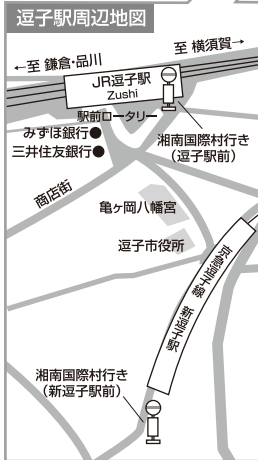 逗子駅周辺地図
←至 鎌倉・品川
至 横須賀→
JR逗子駅
Zushi
駅前ロータリー
みずほ銀行●
三井住友銀行●
湘南国際村行き
（逗子駅前）
商店街
亀ヶ岡八幡宮
逗子市役所
京急逗子線 新逗子駅
湘南国際村行き
（新逗子駅前）